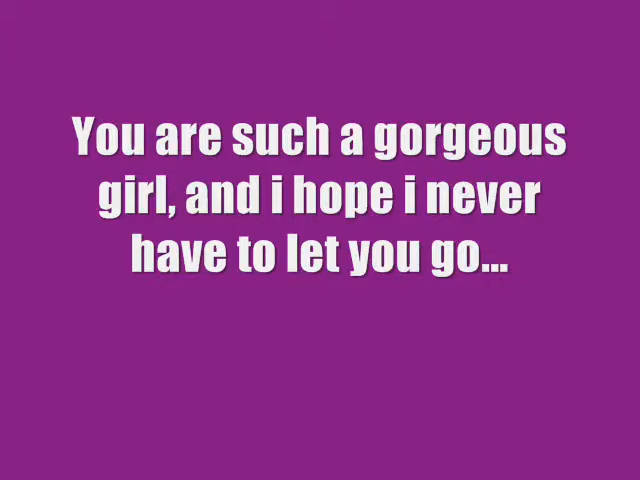 You are such a gorgeous
girl, and i hope i never
have to let you go...